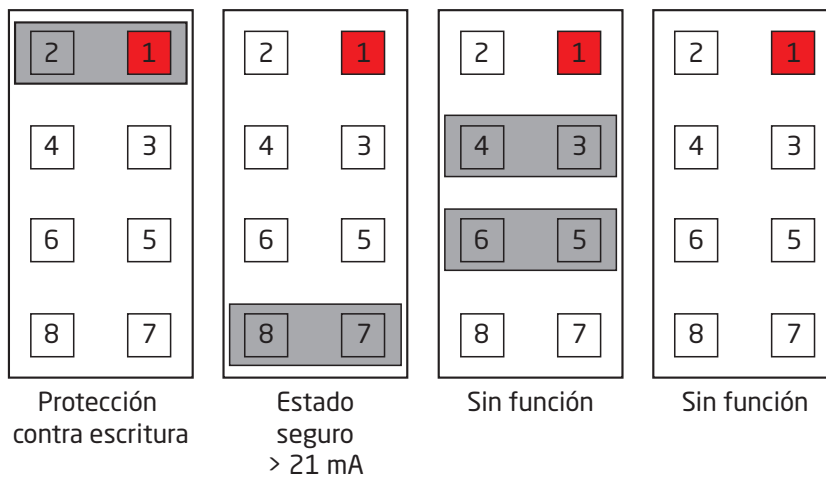 2 1 2 1 2 1 2 1
4 3 4 3 4 3 4 3
6 5 6 5 6 5 6 5
8 7 8 7 8 7 8 7
Protección
contra escritura
Estado
seguro
> 21 mA
Sin función
Sin función